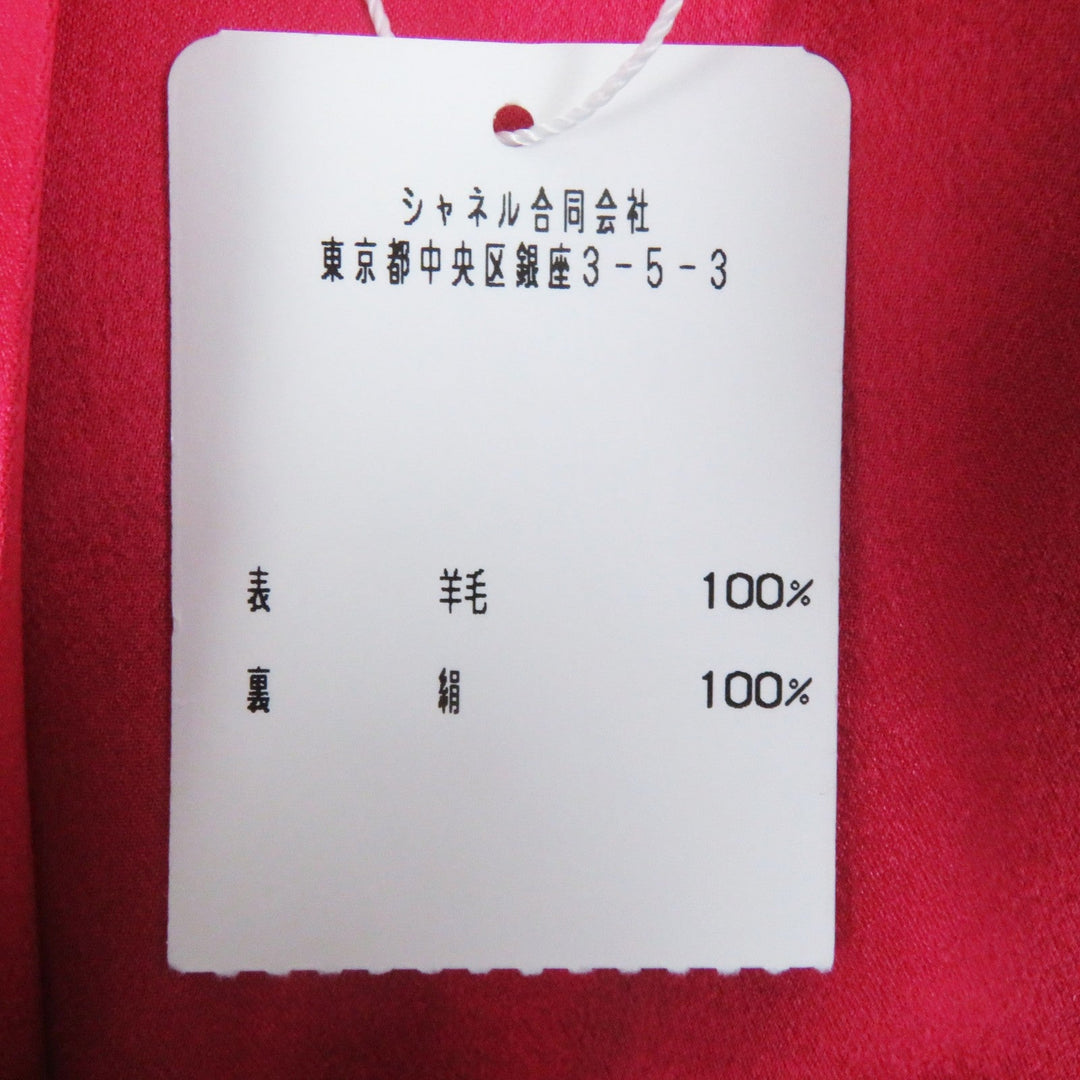 シャネル合同会社
東京都中央区銀座3-5-3
表 羊毛 100%
裏 絹 100%